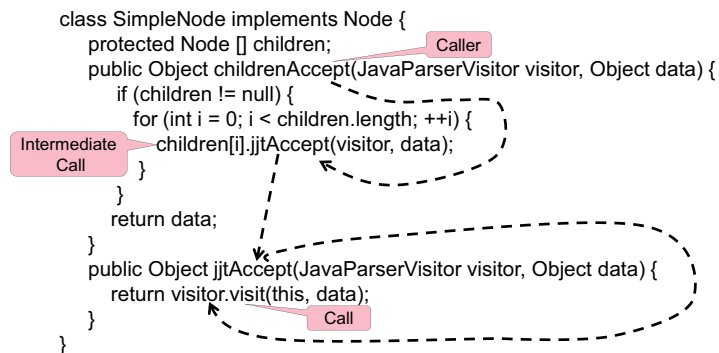 class SimpleNode implements Node {
protected Node [] children;
Caller
public Object childrenAccept(JavaParserVisitor visitor, Object data) {
if (children != null) {
for (int i = 0; i < children.length; ++i) {
Intermediate
Call
children[i].jjtAccept(visitor, data);
}
}
return data;
}
public Object jjtAccept(JavaParserVisitor visitor, Object data) {
return visitor.visit(this, data);
}
Call
}